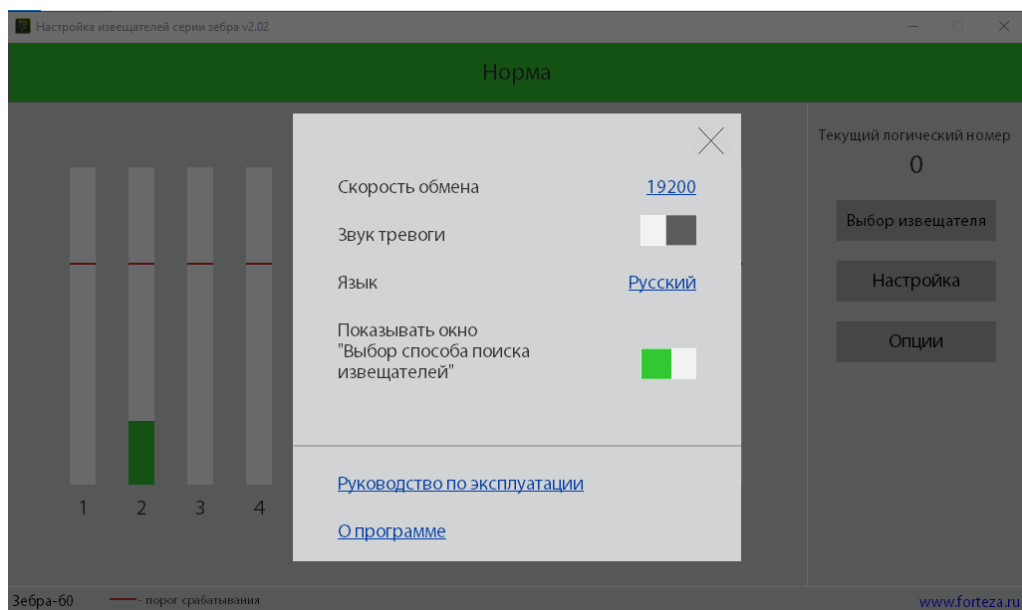 Настройка извещателей серии зебра v2.02
Норма
Текущий логический номер
0
Выбор извещателя
Настройка
Опции
Скорость обмена 19200
Звук тревоги
Язык Русский
Показывать окно
"Выбор способа поиска
извещателей"
Руководство по эксплуатации
О программе
1 2 3 4
Зебра-60 - порог срабатывания www.forteza.ru